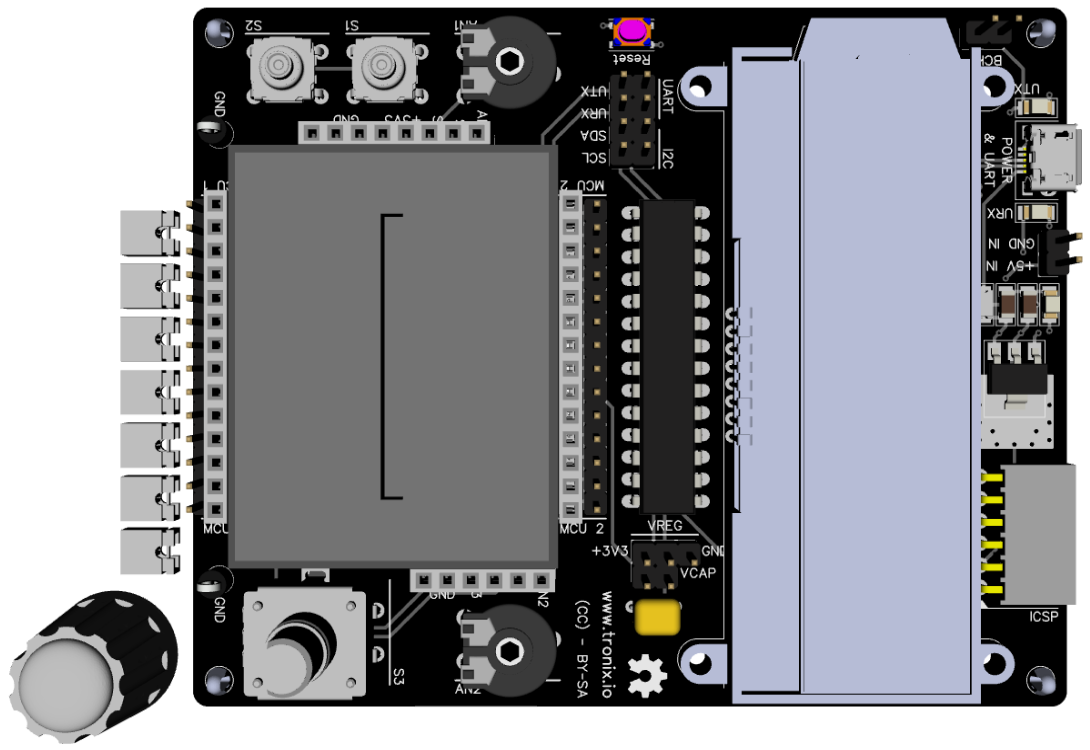 S2
S1
AN1
Reset
BCK
UTX
UART
UTX
URX
SDA
SCL
I2C
GND
GND
+3V3
POWER
& UART
URX
GND IN
+5V IN
MCU 2
MCU
MCU 2
VREG
+3V3
GND
VCAP
GND
GND
AN2
S3
AN2
www.tronix.io
(CC) - BY-SA
ICSP